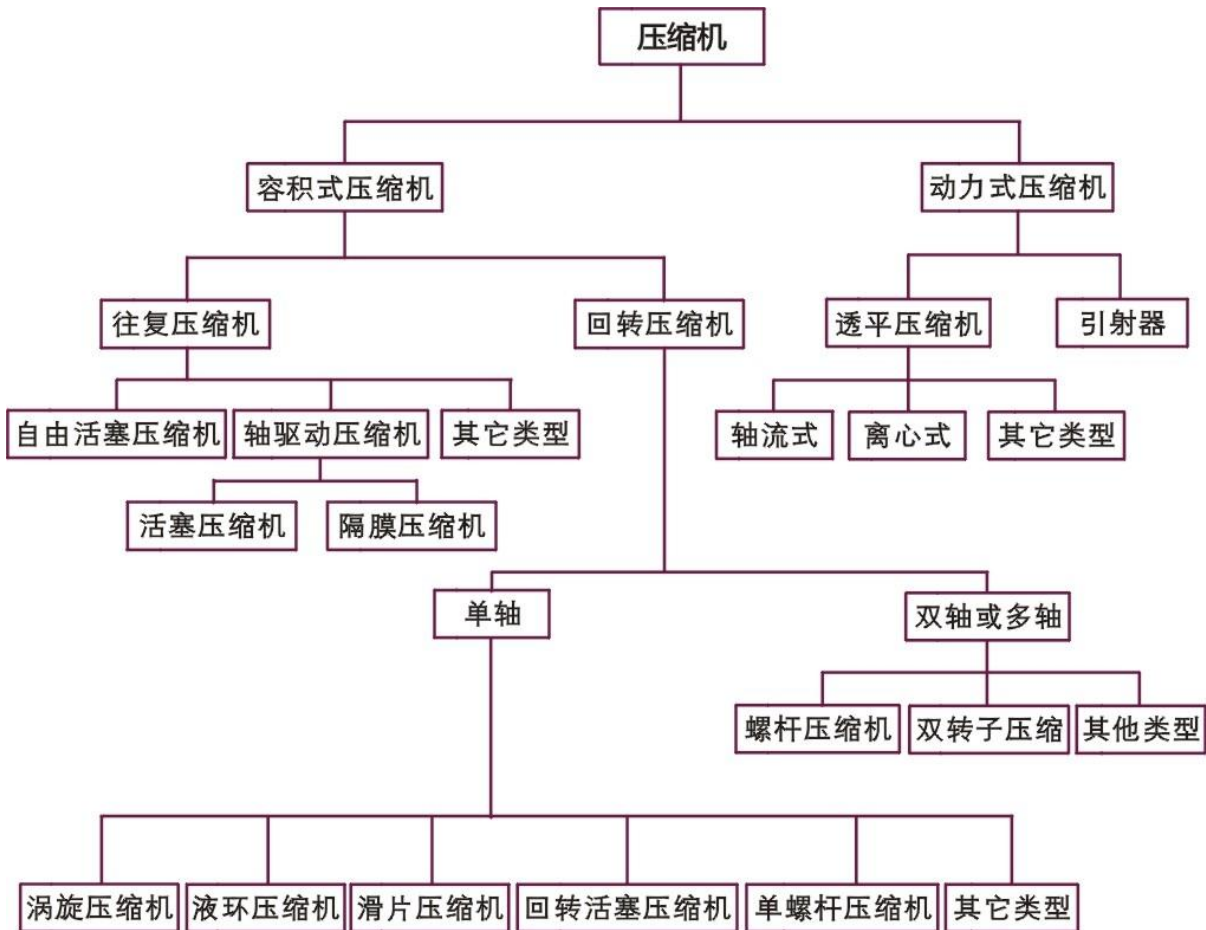 压缩机
容积式压缩机
动力式压缩机
往复压缩机
回转压缩机
透平压缩机
引射器
自由活塞压缩机
轴驱动压缩机
其它类型
轴流式
离心式
其它类型
活塞压缩机
隔膜压缩机
单轴
双轴或多轴
螺杆压缩机
双转子压缩
其他类型
涡旋压缩机
液环压缩机
滑片压缩机
回转活塞压缩机
单螺杆压缩机
其它类型